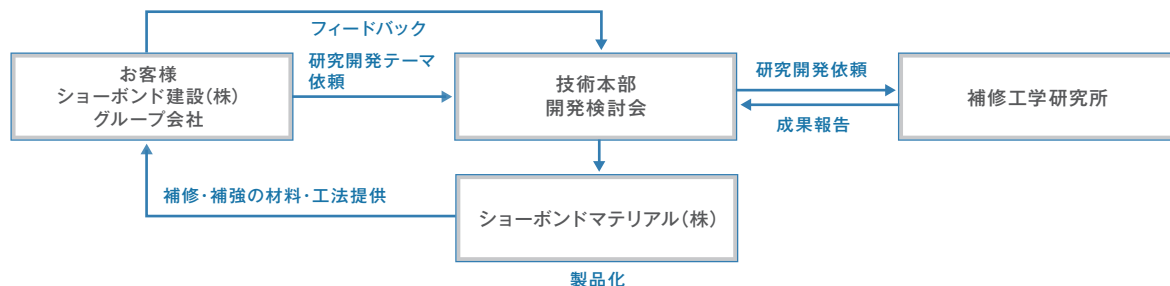 フィードバック
お客様
ショーボンド建設(株)
グループ会社
研究開発テーマ
依頼
技術本部
開発検討会
研究開発依頼
成果報告
補修工学研究所
補修・補強の材料・工法提供
ショーボンドマテリアル(株)
製品化